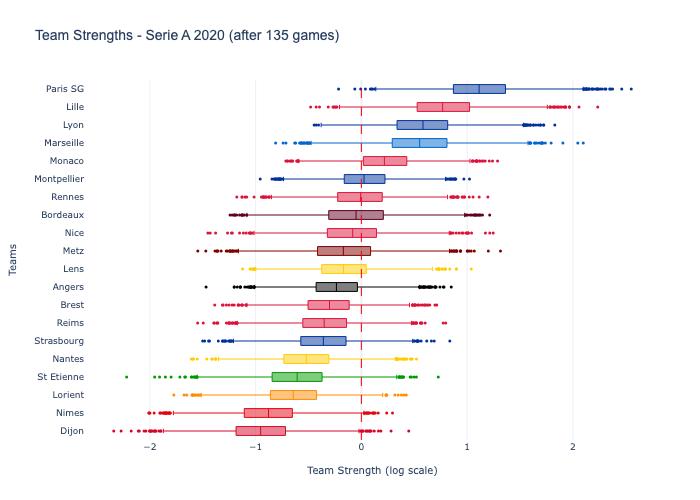 Team Strengths - Serie A 2020 (after 135 games)
Paris SG
Lille
Lyon
Marseille
Monaco
Montpellier
Rennes
Bordeaux
Nice
Metz
Lens
Angers
Brest
Reims
Strasbourg
Nantes
St Etienne
Lorient
Nimes
Dijon
Teams
−2 −1 0 1 2
Team Strength (log scale)